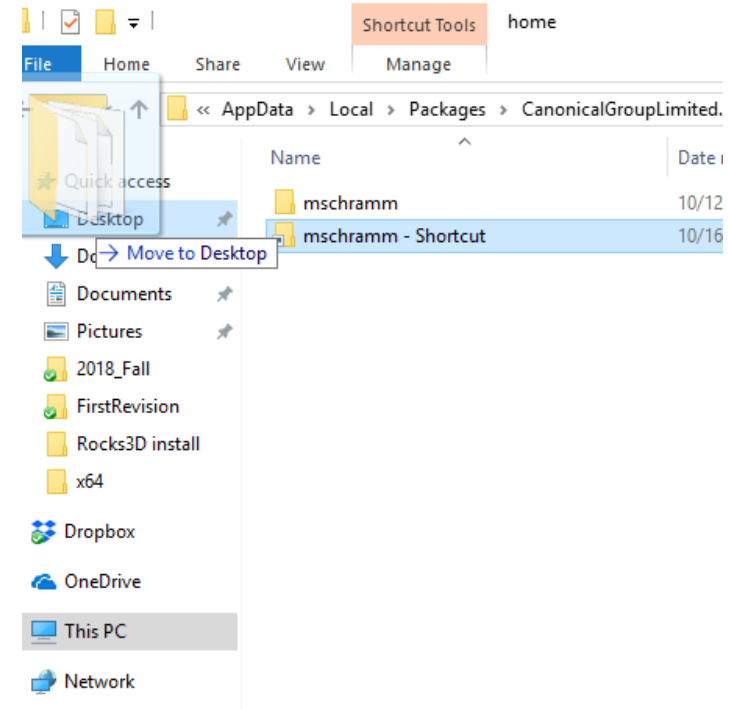 Shortcut Tools home
File Home Share View Manage
« AppData > Local > Packages > CanonicalGroupLimited.
Name Date
Quick access
mschramm 10/12
Desktop
mschramm - Shortcut 10/16
→ Move to Desktop
Documents
Pictures
2018_Fall
FirstRevision
Rocks3D install
x64
Dropbox
OneDrive
This PC
Network